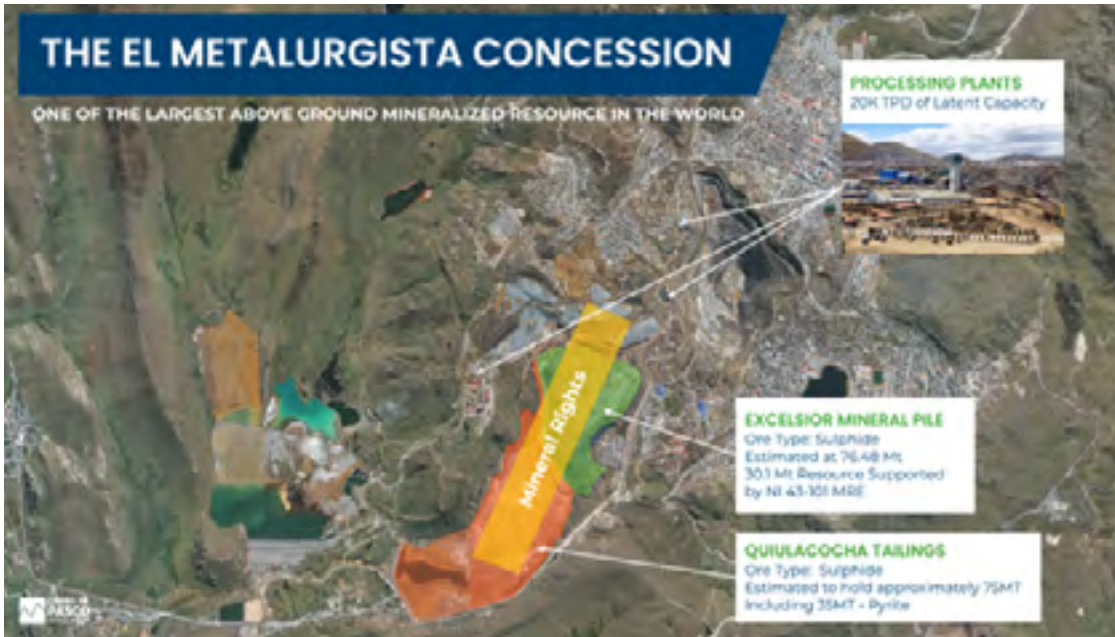 THE EL METALURGISTA CONCESSION
ONE OF THE LARGEST ABOVE GROUND MINERALIZED RESOURCE IN THE WORLD
PROCESSING PLANTS
20K TPD of Latent Capacity
Mineral Rights
EXCELSIOR MINERAL PILE
Ore Type: Sulphide
Estimated at 76.48 Mt
30.1 Mt Resource Supported
by NI 43-101 MRE
QUIULACOCHA TAILINGS
Ore Type: Sulphide
Estimated to hold approximately 75MT
Including 35MT - Pyrite
PASCO
4